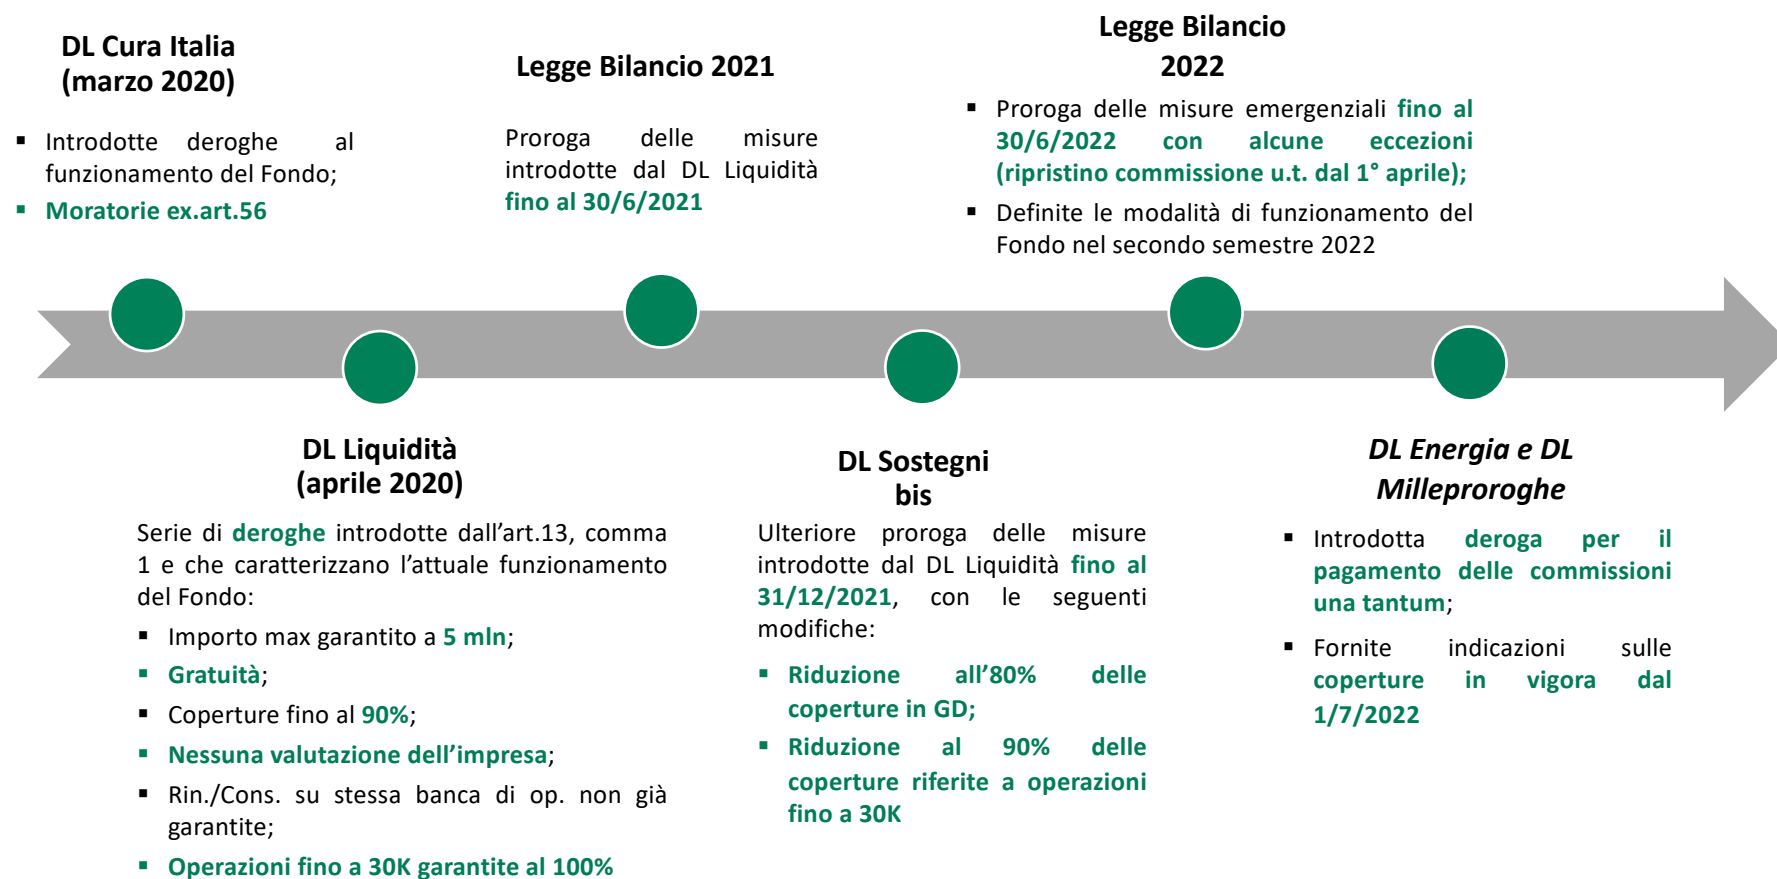 DL Cura Italia
(marzo 2020)
▪ Introdotte deroghe al
funzionamento del Fondo;
▪ Moratorie ex.art.56
Legge Bilancio 2021
Proroga delle misure
introdotte dal DL Liquidità
fino al 30/6/2021
Legge Bilancio
2022
▪ Proroga delle misure emergenziali fino al
30/6/2022 con alcune eccezioni
(ripristino commissione u.t. dal 1° aprile);
▪ Definite le modalità di funzionamento del
Fondo nel secondo semestre 2022
DL Liquidità
(aprile 2020)
Serie di deroghe introdotte dall’art.13, comma
1 e che caratterizzano l’attuale funzionamento
del Fondo:
▪ Importo max garantito a 5 mln;
▪ Gratuità;
▪ Coperture fino al 90%;
▪ Nessuna valutazione dell’impresa;
▪ Rin./Cons. su stessa banca di op. non già
garantite;
▪ Operazioni fino a 30K garantite al 100%
DL Sostegni
bis
Ulteriore proroga delle misure
introdotte dal DL Liquidità fino al
31/12/2021, con le seguenti
modifiche:
▪ Riduzione all’80% delle
coperture in GD;
▪ Riduzione al 90% delle
coperture riferite a operazioni
fino a 30K
DL Energia e DL
Milleproroghe
▪ Introdotta deroga per il
pagamento delle commissioni
una tantum;
▪ Fornite indicazioni sulle
coperture in vigora dal
1/7/2022